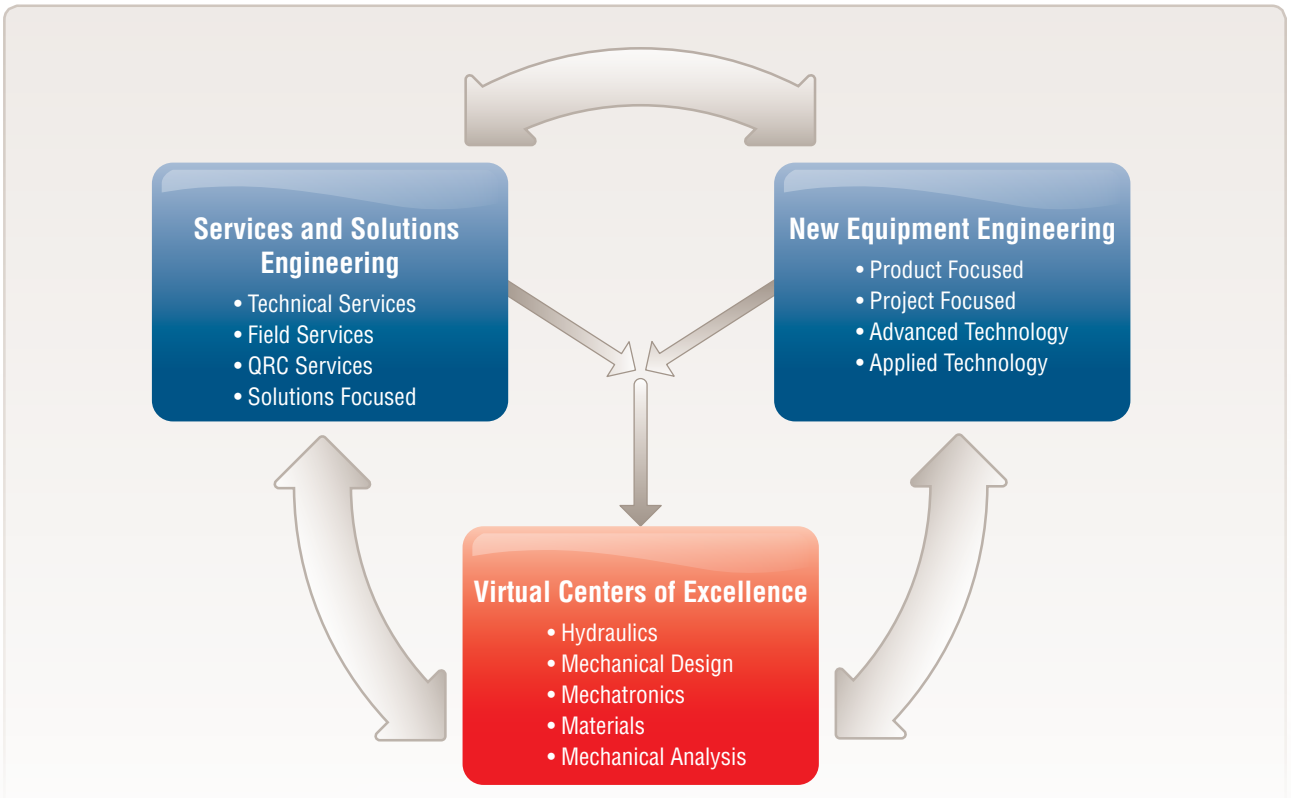 Services and Solutions
Engineering
• Technical Services
• Field Services
• QRC Services
• Solutions Focused
New Equipment Engineering
• Product Focused
• Project Focused
• Advanced Technology
• Applied Technology
Virtual Centers of Excellence
• Hydraulics
• Mechanical Design
• Mechatronics
• Materials
• Mechanical Analysis